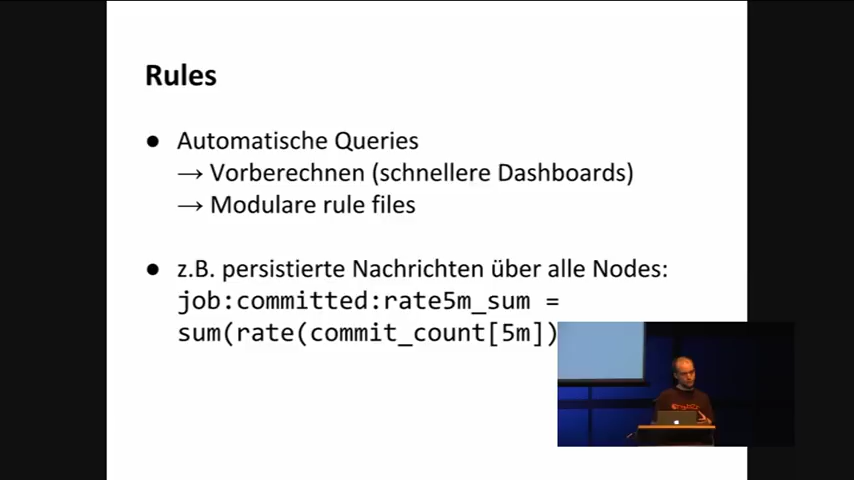 Rules
● Automatische Queries
→ Vorberechnen (schnellere Dashboards)
→ Modulare rule files
● z.B. persistierte Nachrichten über alle Nodes:
job:committed:rate5m_sum =
sum(rate(commit_count[5m])